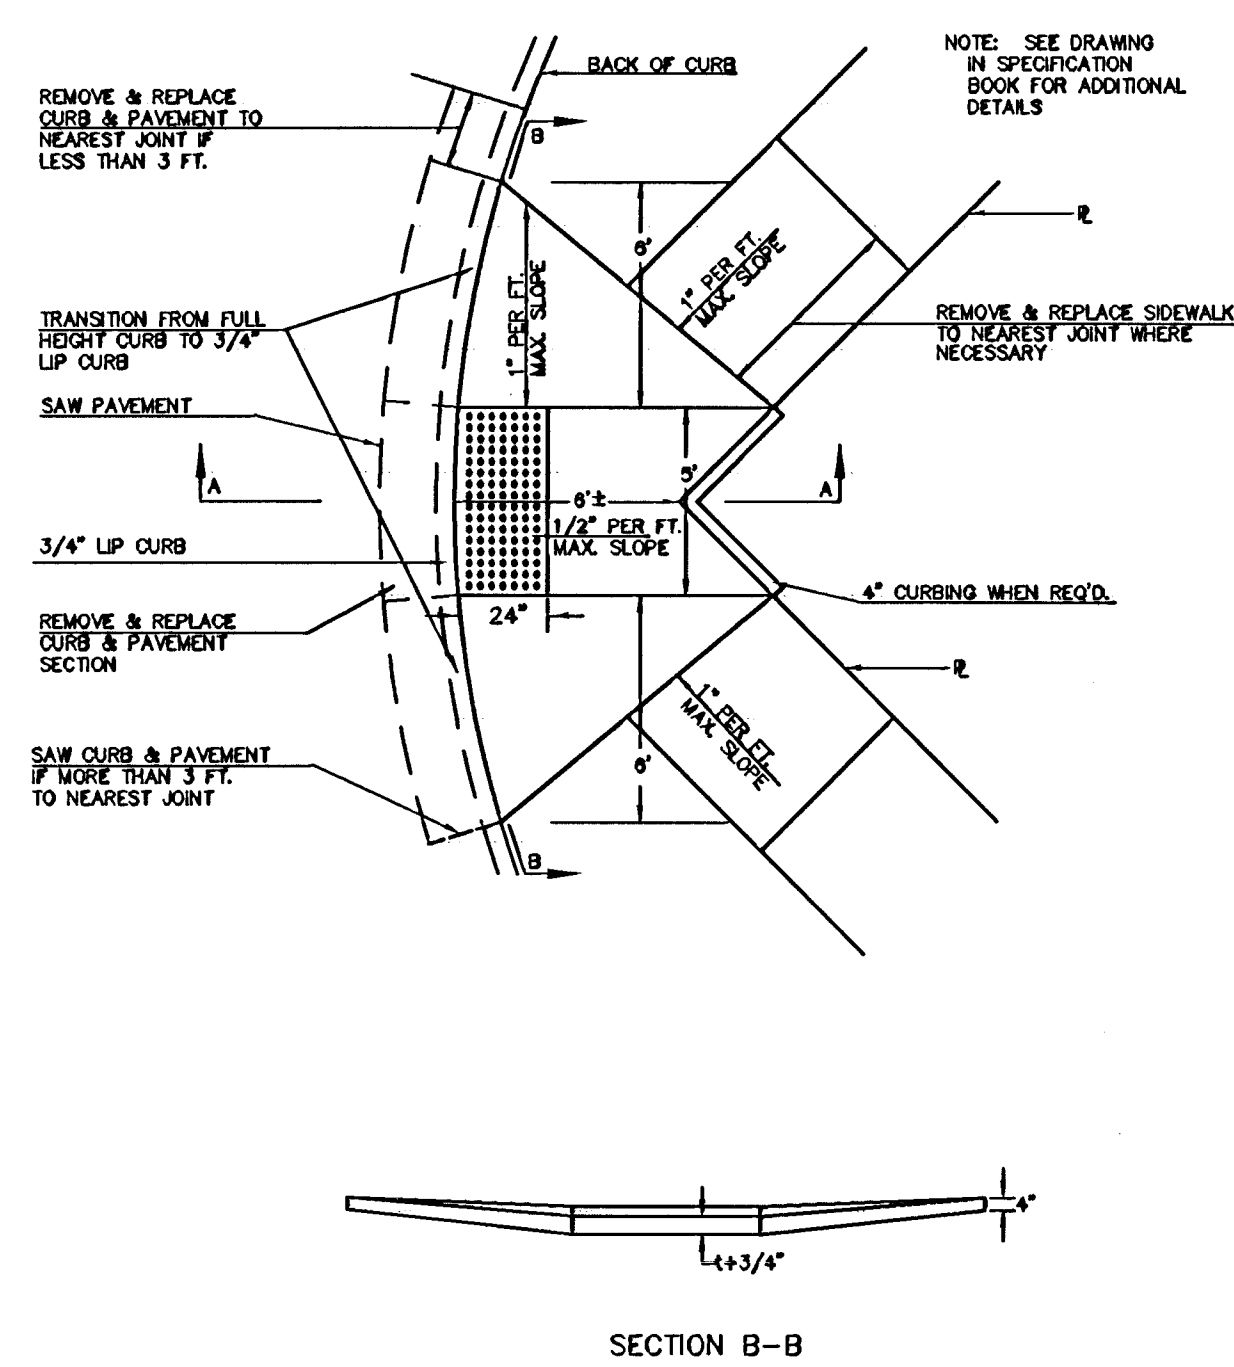 NOTE: SEE DRAWING
IN SPECIFICATION
BOOK FOR ADDITIONAL
DETAILS
BACK OF CURB
REMOVE & REPLACE
CURB & PAVEMENT TO
NEAREST JOINT IF
LESS THAN 3 FT.
B
6'
1" PER FT.
MAX. SLOPE
1" PER FT.
MAX. SLOPE
PL
REMOVE & REPLACE SIDEWALK
TO NEAREST JOINT WHERE
NECESSARY
TRANSITION FROM FULL
HEIGHT CURB TO 3/4"
LIP CURB
SAW PAVEMENT
A
5'
A
6'±
1/2" PER FT.
MAX. SLOPE
3/4" LIP CURB
4" CURBING WHEN REQ'D.
24"
REMOVE & REPLACE
CURB & PAVEMENT
SECTION
PL
1" PER FT.
MAX. SLOPE
SAW CURB & PAVEMENT
IF MORE THAN 3 FT.
TO NEAREST JOINT
6'
B
4"
t+3/4"
SECTION B-B